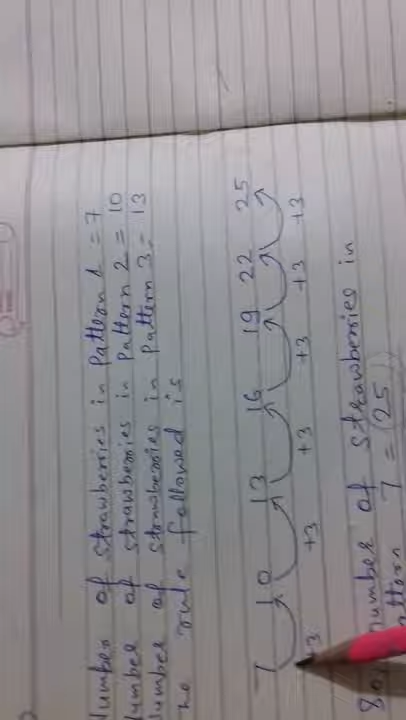 Number of strawberries in pattern 1 = 7
Number of strawberries in pattern 2 = 10
Number of strawberries in pattern 3 = 13
rule followed is
7 10 13 16 19 22 25
+3 +3 +3 +3 +3 +3
So, number of strawberries in
pattern 7 = 25